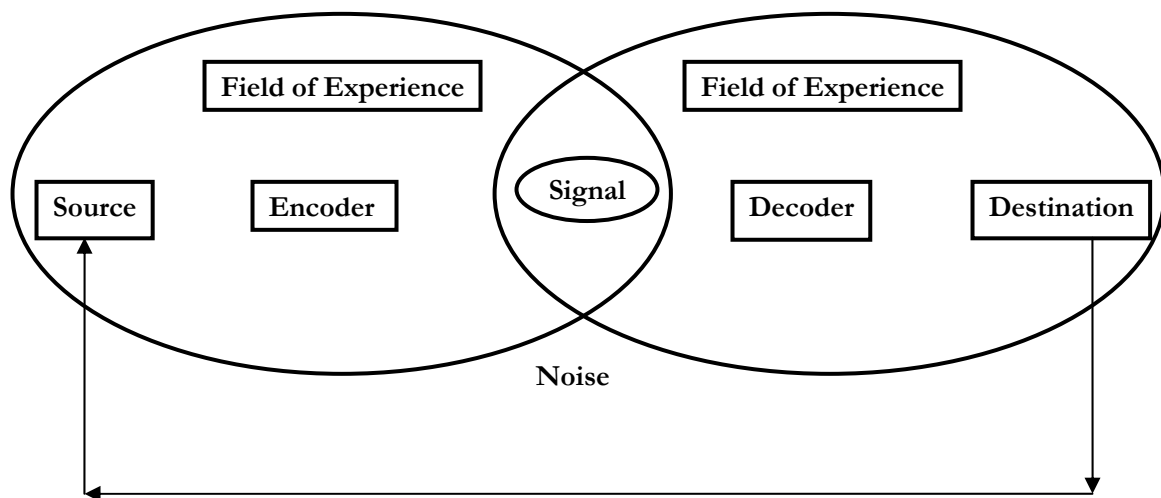 Field of Experience
Field of Experience
Source
Encoder
Signal
Decoder
Destination
Noise